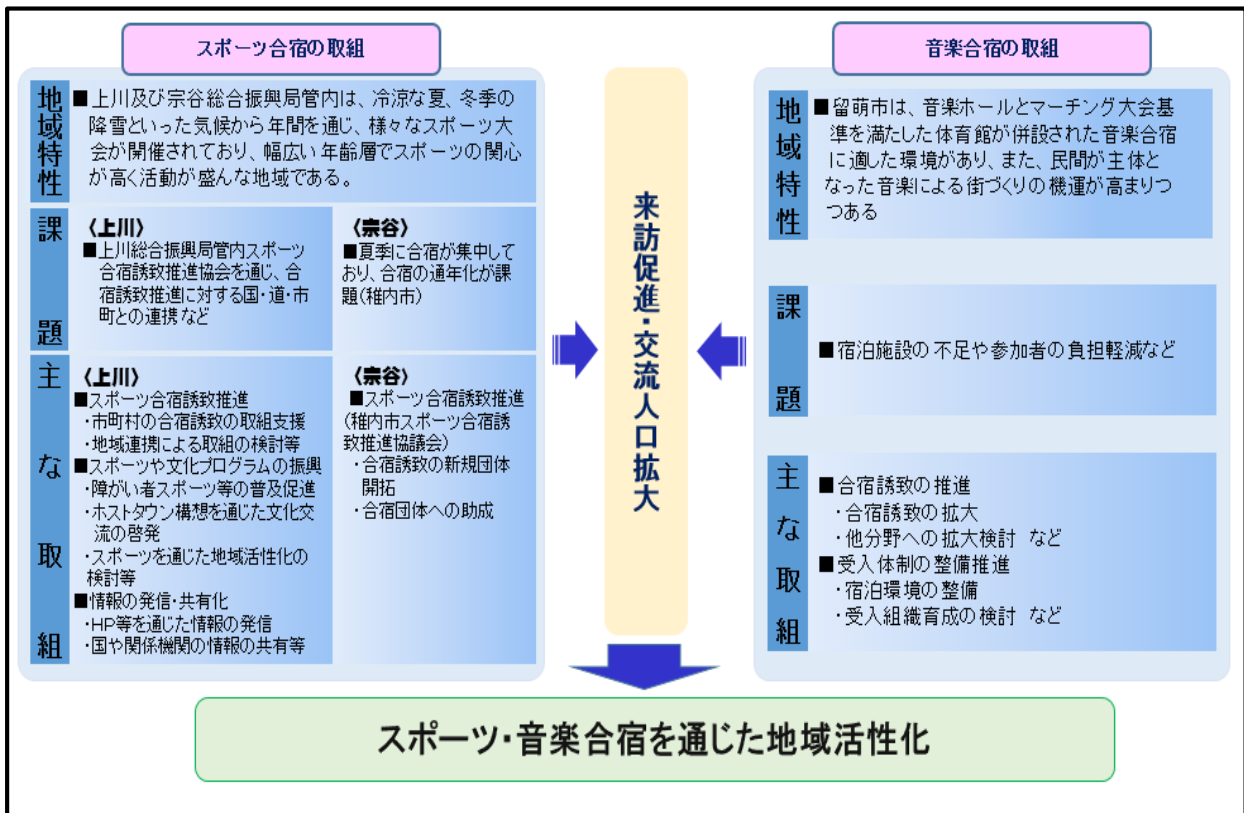 スポーツ合宿の取組
地域特性
■上川及び宗谷総合振興局管内は、冷涼な夏、冬季の
降雪といった気候から年間を通じ、様々なスポーツ大
会が開催されており、幅広い年齢層でスポーツの関心
が高く活動が盛んな地域である。
課題
〈上川〉
■上川総合振興局管内スポーツ
合宿誘致推進協会を通じ、合
宿誘致推進に対する国・道・市
町との連携など
〈宗谷〉
■夏季に合宿が集中して
おり、合宿の通年化が課
題(稚内市)
主な取組
〈上川〉
■スポーツ合宿誘致推進
・市町村の合宿誘致の取組支援
・地域連携による取組の検討等
■スポーツや文化プログラムの振興
・障がい者スポーツ等の普及促進
・ホストタウン構想を通じた文化交
流の啓発
・スポーツを通じた地域活性化の
検討等
■情報の発信・共有化
・HP等を通じた情報の発信
・国や関係機関の情報の共有等
〈宗谷〉
■スポーツ合宿誘致推進
(稚内市スポーツ合宿誘
致推進協議会)
・合宿誘致の新規団体
開拓
・合宿団体への助成
来訪促進・交流人口拡大
音楽合宿の取組
地域特性
■留萌市は、音楽ホールとマーチング大会基
準を満たした体育館が併設された音楽合宿
に適した環境があり、また、民間が主体と
なった音楽による街づくりの機運が高まりつ
つある
課題
■宿泊施設の不足や参加者の負担軽減など
主な取組
■合宿誘致の推進
・合宿誘致の拡大
・他分野への拡大検討 など
■受入体制の整備推進
・宿泊環境の整備
・受入組織育成の検討 など
スポーツ・音楽合宿を通じた地域活性化